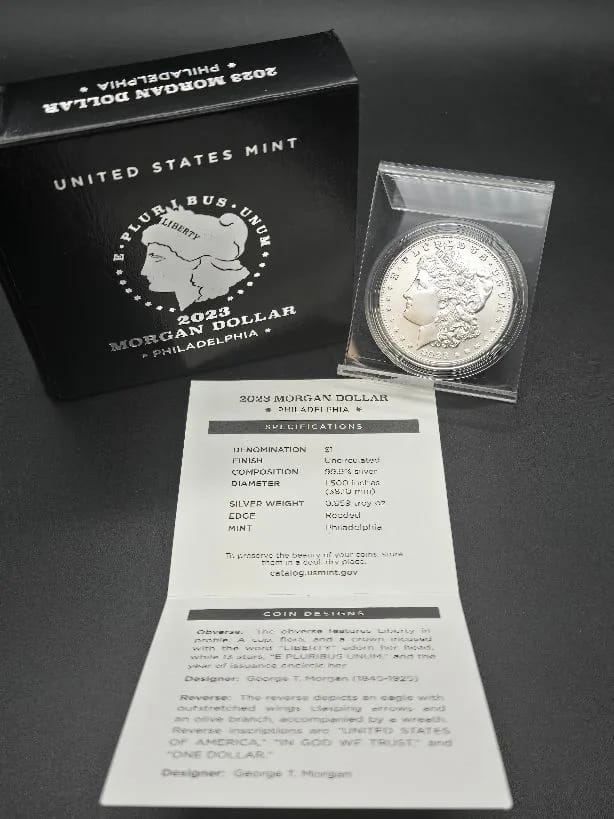 2023 MORGAN DOLLAR
* PHILADELPHIA *
UNITED STATES MINT
* E * PLURIBUS * UNUM *
LIBERTY
2023
MORGAN DOLLAR
* PHILADELPHIA *
E · PLURIBUS · UNUM
2023
2023 MORGAN DOLLAR
* PHILADELPHIA *
SPECIFICATIONS
DENOMINATION $1
FINISH Uncirculated
COMPOSITION 99.9% silver
DIAMETER 1.500 inches
(38.10 mm)
SILVER WEIGHT 0.858 troy oz
EDGE Reeded
MINT Philadelphia
To preserve the beauty of your coins, store
them in a cool, dry place.
catalog.usmint.gov
COIN DESIGNS
Obverse: The obverse features Liberty in
profile. A cap, flora, and a crown incused
with the word "LIBERTY" adorn her head,
while 13 stars, "E PLURIBUS UNUM," and the
year of issuance encircle her.
Designer: George T. Morgan (1845-1925)
Reverse: The reverse depicts an eagle with
outstretched wings clasping arrows and
an olive branch, accompanied by a wreath.
Reverse inscriptions are "UNITED STATES
OF AMERICA," "IN GOD WE TRUST," and
"ONE DOLLAR."
Designer: George T. Morgan